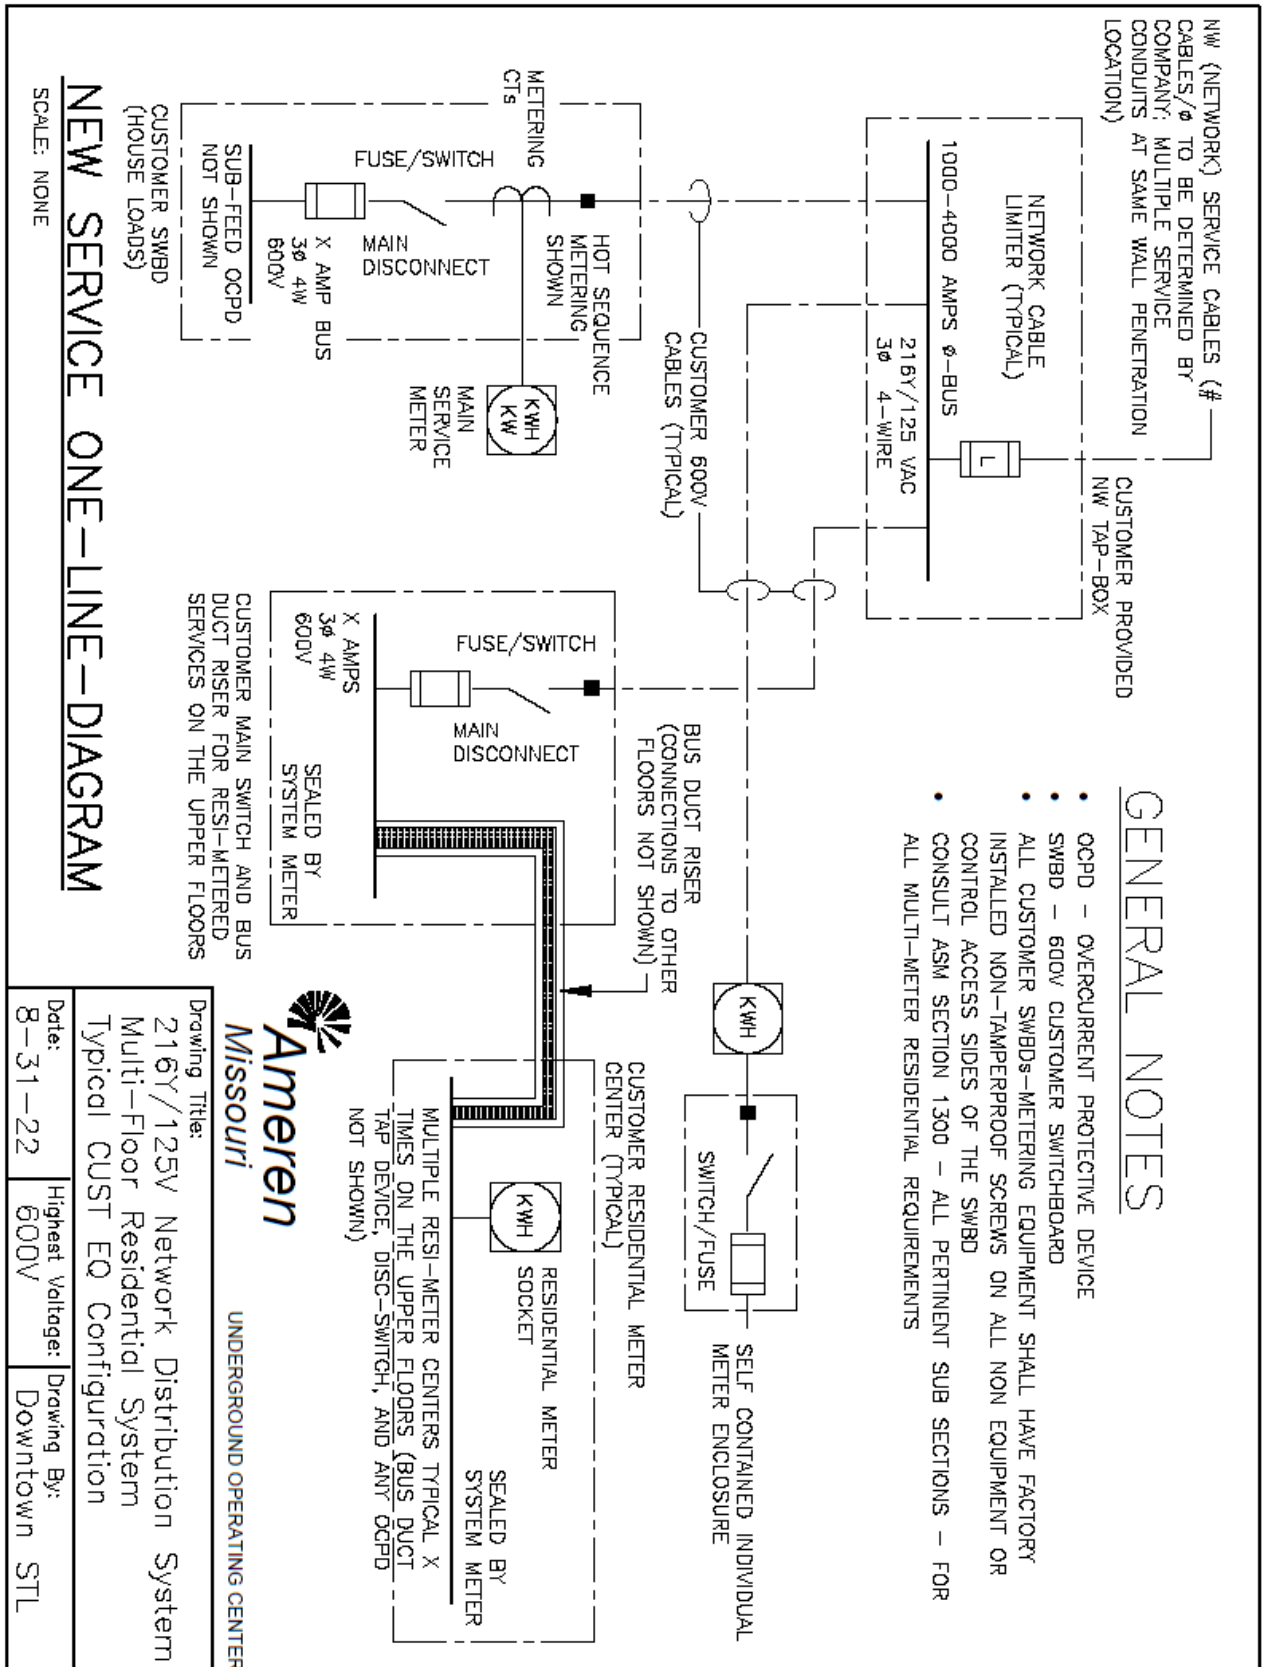 NW (NETWORK) SERVICE CABLES (#
CABLES/ø TO BE DETERMINED BY
COMPANY; MULTIPLE SERVICE
CONDUITS AT SAME WALL PENETRATION
LOCATION)
CUSTOMER PROVIDED
NW TAP-BOX
NETWORK CABLE
LIMITER (TYPICAL)
L
1000-4000 AMPS ø-BUS
216Y/125 VAC
3ø 4-WIRE
CUSTOMER 600V
CABLES (TYPICAL)
METERING
CTs
HOT SEQUENCE
METERING
SHOWN
KWH
KW
MAIN
SERVICE
METER
FUSE/SWITCH
MAIN
DISCONNECT
X AMP BUS
3ø 4W
600V
SUB-FEED OCPD
NOT SHOWN
CUSTOMER SWBD
(HOUSE LOADS)
FUSE/SWITCH
MAIN
DISCONNECT
X AMPS
3ø 4W
600V
SEALED BY
SYSTEM METER
CUSTOMER MAIN SWITCH AND BUS
DUCT RISER FOR RESI-METERED
SERVICES ON THE UPPER FLOORS
BUS DUCT RISER
(CONNECTIONS TO OTHER
FLOORS NOT SHOWN)
KWH
SWITCH/FUSE
SELF CONTAINED INDIVIDUAL
METER ENCLOSURE
CUSTOMER RESIDENTIAL METER
CENTER (TYPICAL)
KWH
RESIDENTIAL METER
SOCKET
SEALED BY
SYSTEM METER
MULTIPLE RESI-METER CENTERS TYPICAL X
TIMES ON THE UPPER FLOORS (BUS DUCT
TAP DEVICE, DISC-SWITCH, AND ANY OCPD
NOT SHOWN)
GENERAL NOTES
• OCPD - OVERCURRENT PROTECTIVE DEVICE
• SWBD - 600V CUSTOMER SWITCHBOARD
• ALL CUSTOMER SWBDs-METERING EQUIPMENT SHALL HAVE FACTORY
INSTALLED NON-TAMPERPROOF SCREWS ON ALL NON EQUIPMENT OR
CONTROL ACCESS SIDES OF THE SWBD
• CONSULT ASM SECTION 1300 - ALL PERTINENT SUB SECTIONS - FOR
ALL MULTI-METER RESIDENTIAL REQUIREMENTS
NEW SERVICE ONE-LINE-DIAGRAM
SCALE: NONE
Ameren
Missouri
UNDERGROUND OPERATING CENTER
Drawing Title:
216Y/125V Network Distribution System
Multi-Floor Residential System
Typical CUST EQ Configuration
Date:
8-31-22
Highest Voltage:
600V
Drawing By:
Downtown STL